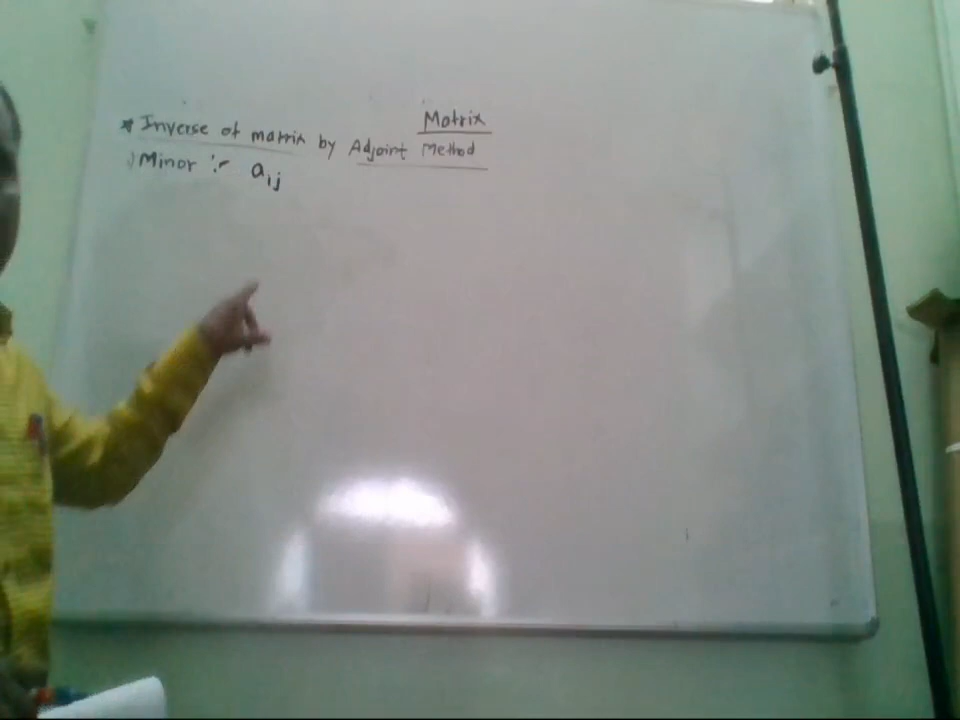 Matrix
* Inverse of matrix by Adjoint Method
1) Minor :- aij